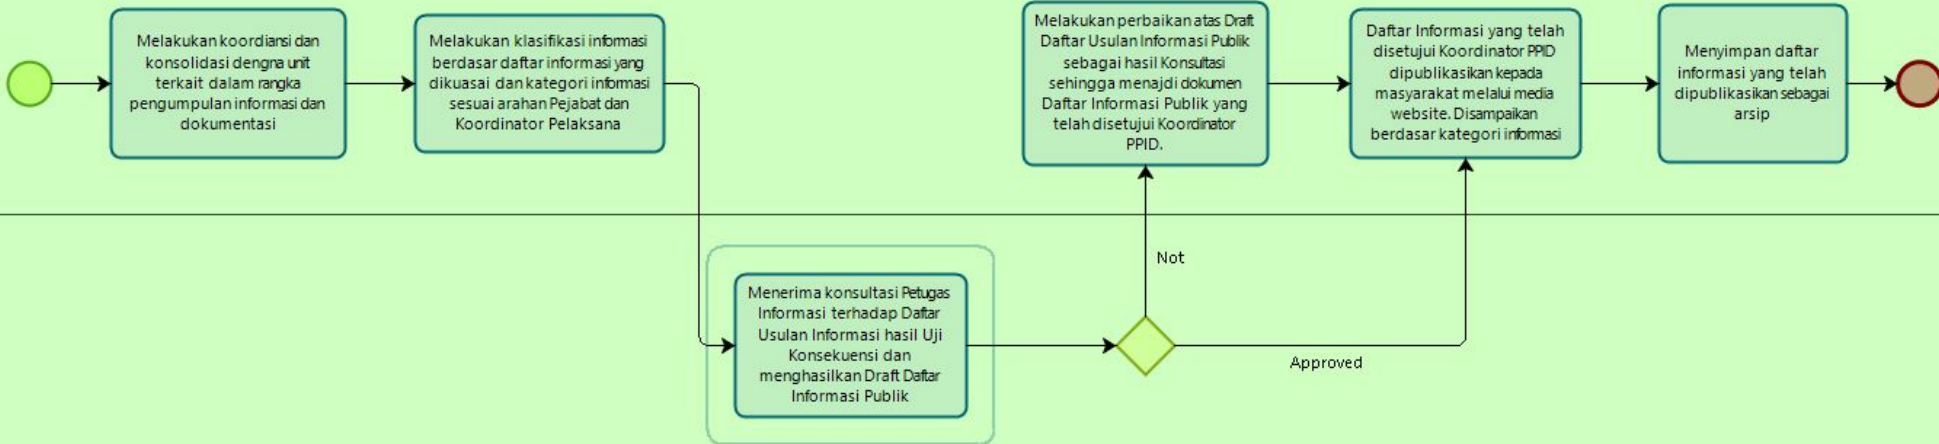 Melakukan koordiansi dan
konsolidasi dengna unit
terkait dalam rangka
pengumpulan informasi dan
dokumentasi
Melakukan klasifikasi informasi
berdasar daftar informasi yang
dikuasai dan kategori informasi
sesuai arahan Pejabat dan
Koordinator Pelaksana
Melakukan perbaikan atas Draft
Daftar Usulan Informasi Publik
sebagai hasil Konsultasi
sehingga menajdi dokumen
Daftar Informasi Publik yang
telah disetujui Koordinator
PPID.
Daftar Informasi yang telah
disetujui Koordinator PPID
dipublikasikan kepada
masyarakat melalui media
website. Disampaikan
berdasar kategori informasi
Menyimpan daftar
informasi yang telah
dipublikasikan sebagai
arsip
Not
Menerima konsultasi Petugas
Informasi terhadap Daftar
Usulan Informasi hasil Uji
Konsekuensi dan
menghasilkan Draft Daftar
Informasi Publik
Approved